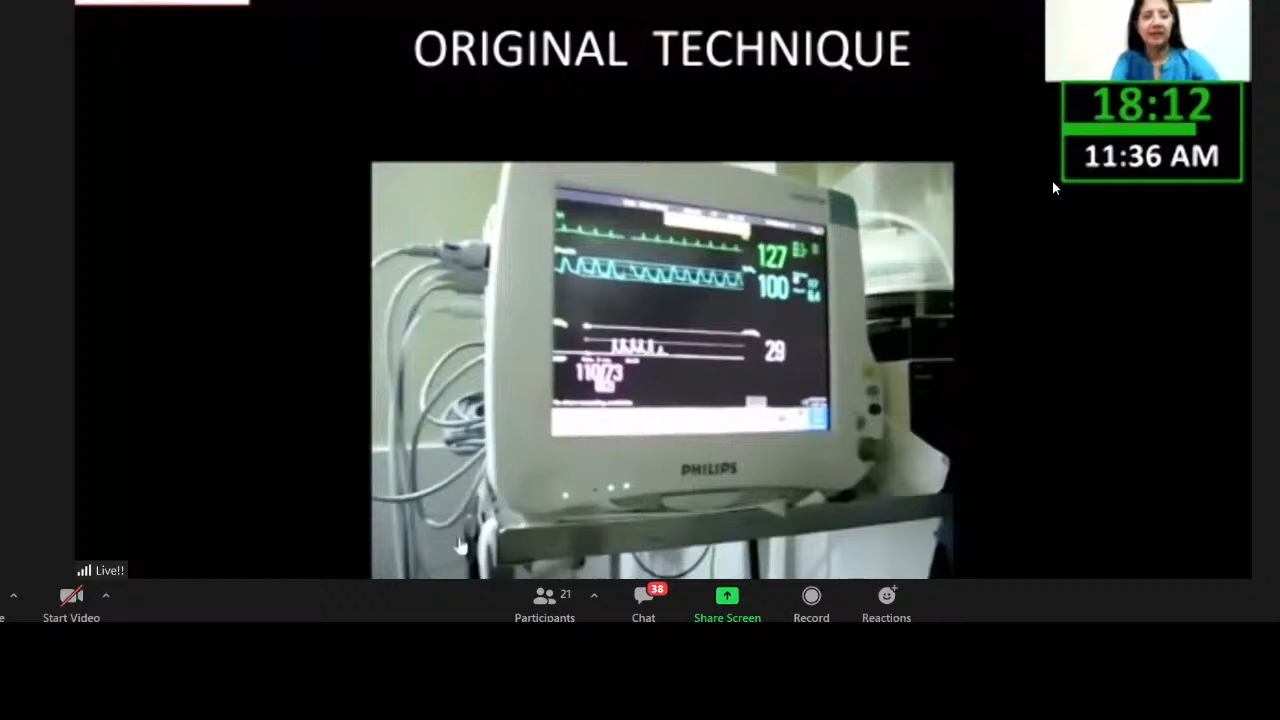 ORIGINAL TECHNIQUE
18:12
11:36 AM
127
100
29
110/73
PHILIPS
Live!!
21
38
Start Video
Participants
Chat
Share Screen
Record
Reactions